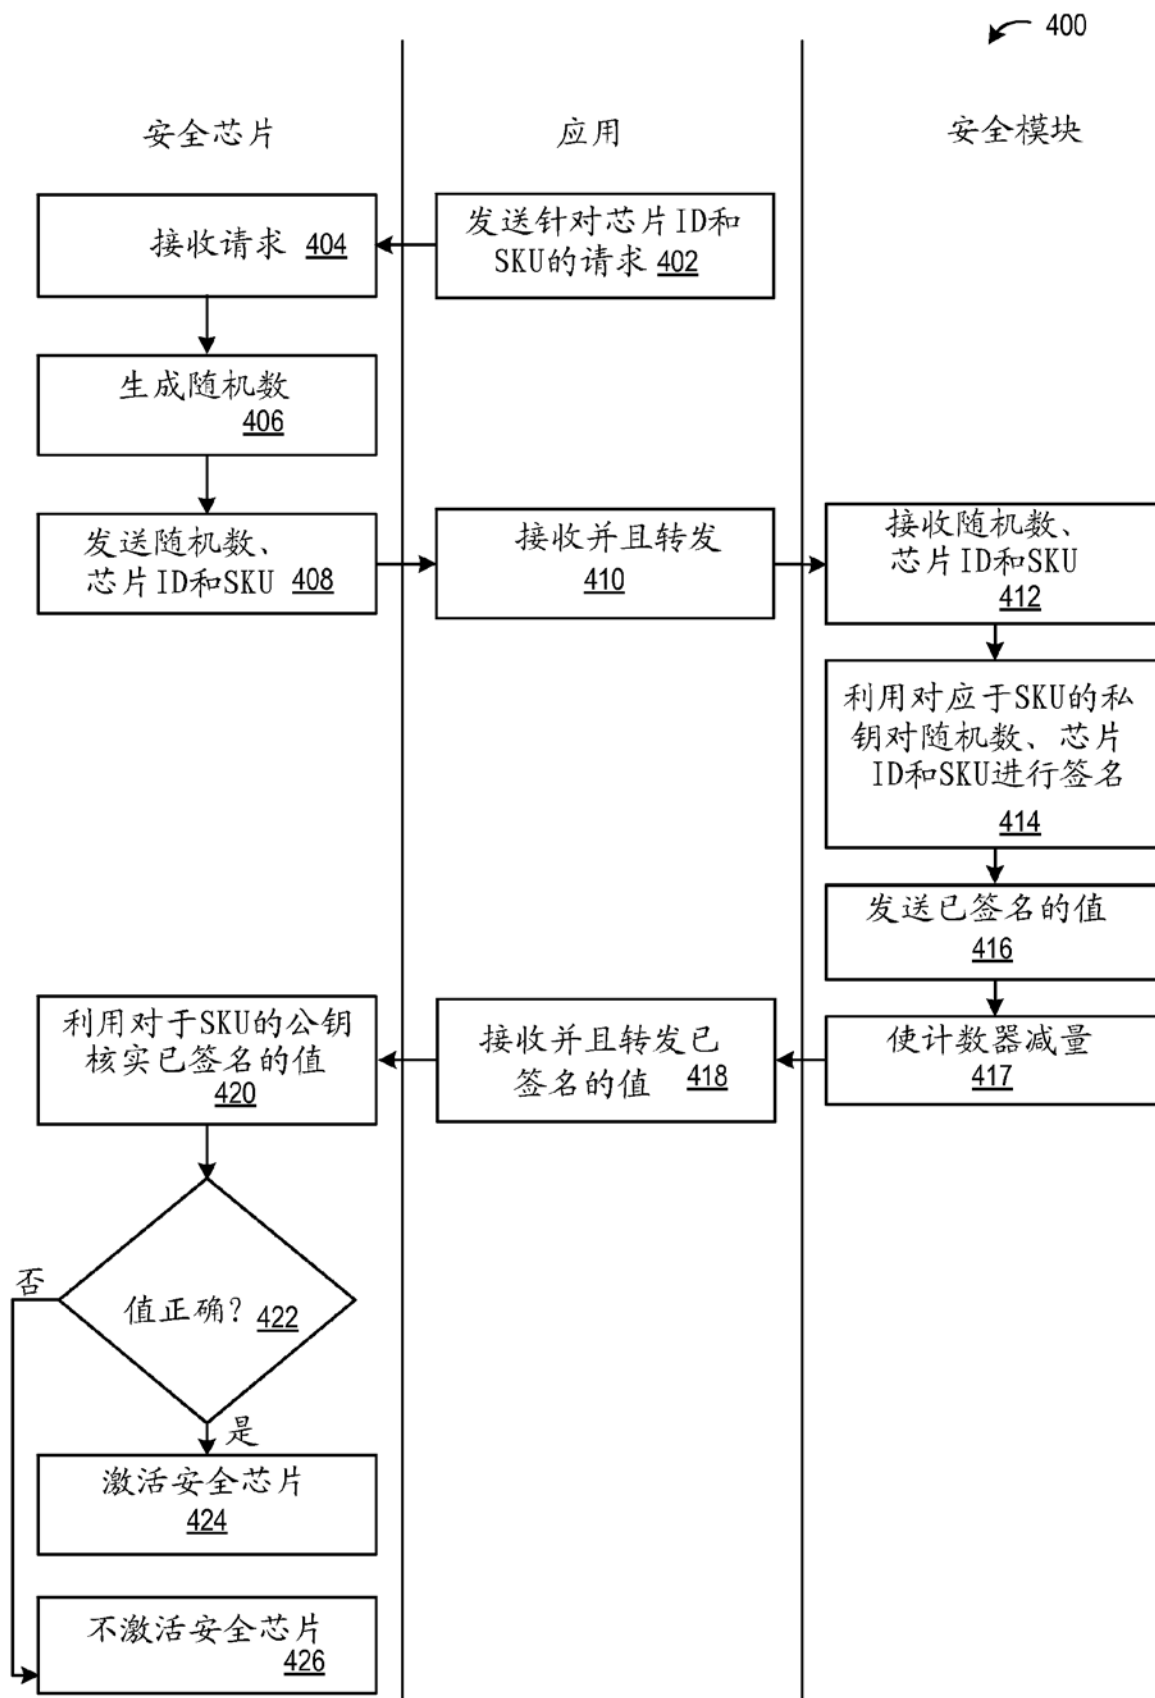 400
安全芯片
应用
安全模块
发送针对芯片ID和
SKU的请求 402
接收请求 404
生成随机数
406
发送随机数、
芯片ID和SKU 408
接收并且转发
410
接收随机数、
芯片ID和SKU
412
利用对应于SKU的私
钥对随机数、芯片
ID和SKU进行签名
414
发送已签名的值
416
使计数器减量
417
接收并且转发已
签名的值 418
利用对于SKU的公钥
核实已签名的值
420
值正确? 422
否
是
激活安全芯片
424
不激活安全芯片
426